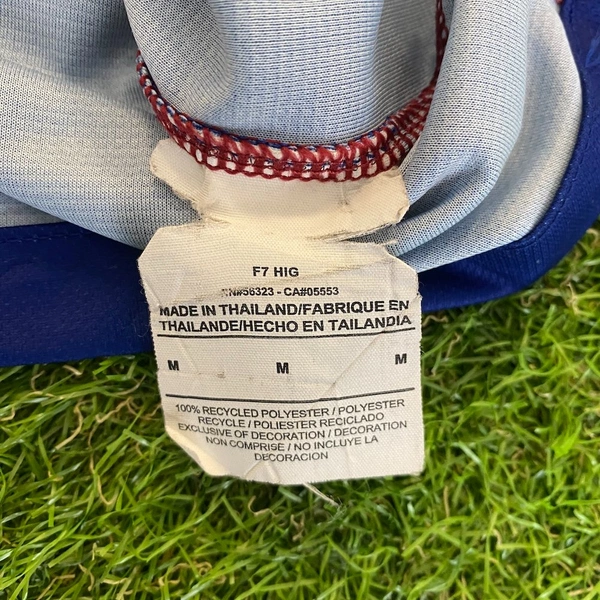 F7 HIG
RN#56323 - CA#05553
MADE IN THAILAND/FABRIQUE EN
THAILANDE/HECHO EN TAILANDIA
M M M
100% RECYCLED POLYESTER / POLYESTER
RECYCLE / POLIESTER RECICLADO
EXCLUSIVE OF DECORATION / DECORATION
NON COMPRISE / NO INCLUYE LA
DECORACION